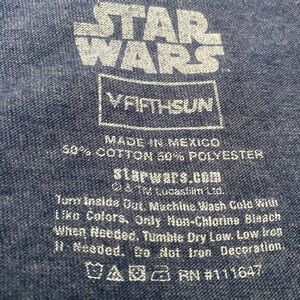 STAR
WARS
FIFTHSUN
MADE IN MEXICO
50% COTTON 50% POLYESTER
starwars.com
© & TM Lucasfilm Ltd.
Turn Inside Out. Machine Wash Cold With
Like Colors. Only Non-Chlorine Bleach
When Needed. Tumble Dry Low. Low Iron
If Needed. Do Not Iron Decoration.
RN #111647